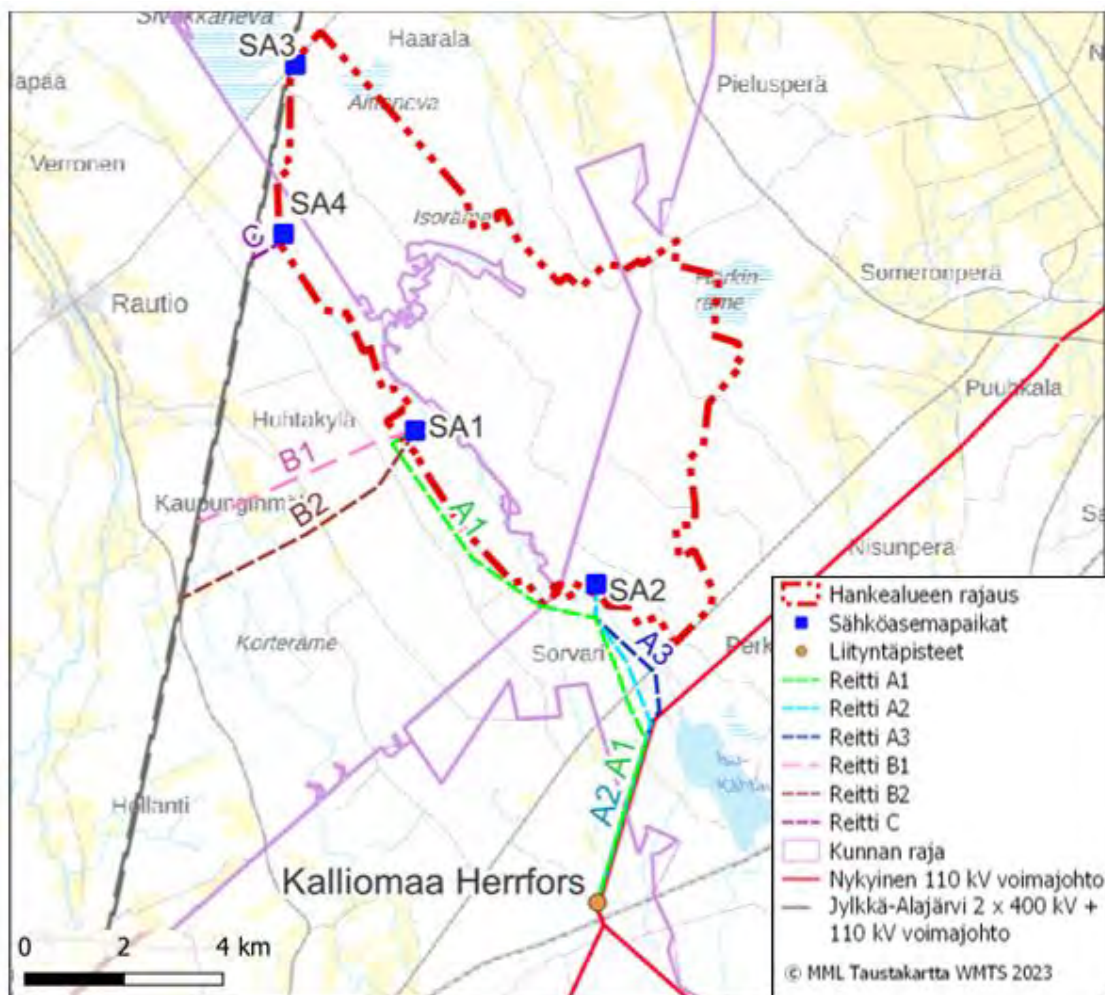 Haarala
SA3
Pielusperä
Verronen
SA4
Isoräme
C
Someronperä
Rautio
Puuhkala
Huhtakylä
SA1
B1
B2
A1
Nisunperä
SA2
Korteräme
Sorvari
A3
A1
A2
Hollanti
Kalliomaa Herrfors
0 2 4 km
Hankealueen rajaus
Sähköasemapaikat
Liityntäpisteet
Reitti A1
Reitti A2
Reitti A3
Reitti B1
Reitti B2
Reitti C
Kunnan raja
Nykyinen 110 kV voimajohto
Jylkkä-Alajärvi 2 x 400 kV +
110 kV voimajohto
© MML Taustakartta WMTS 2023